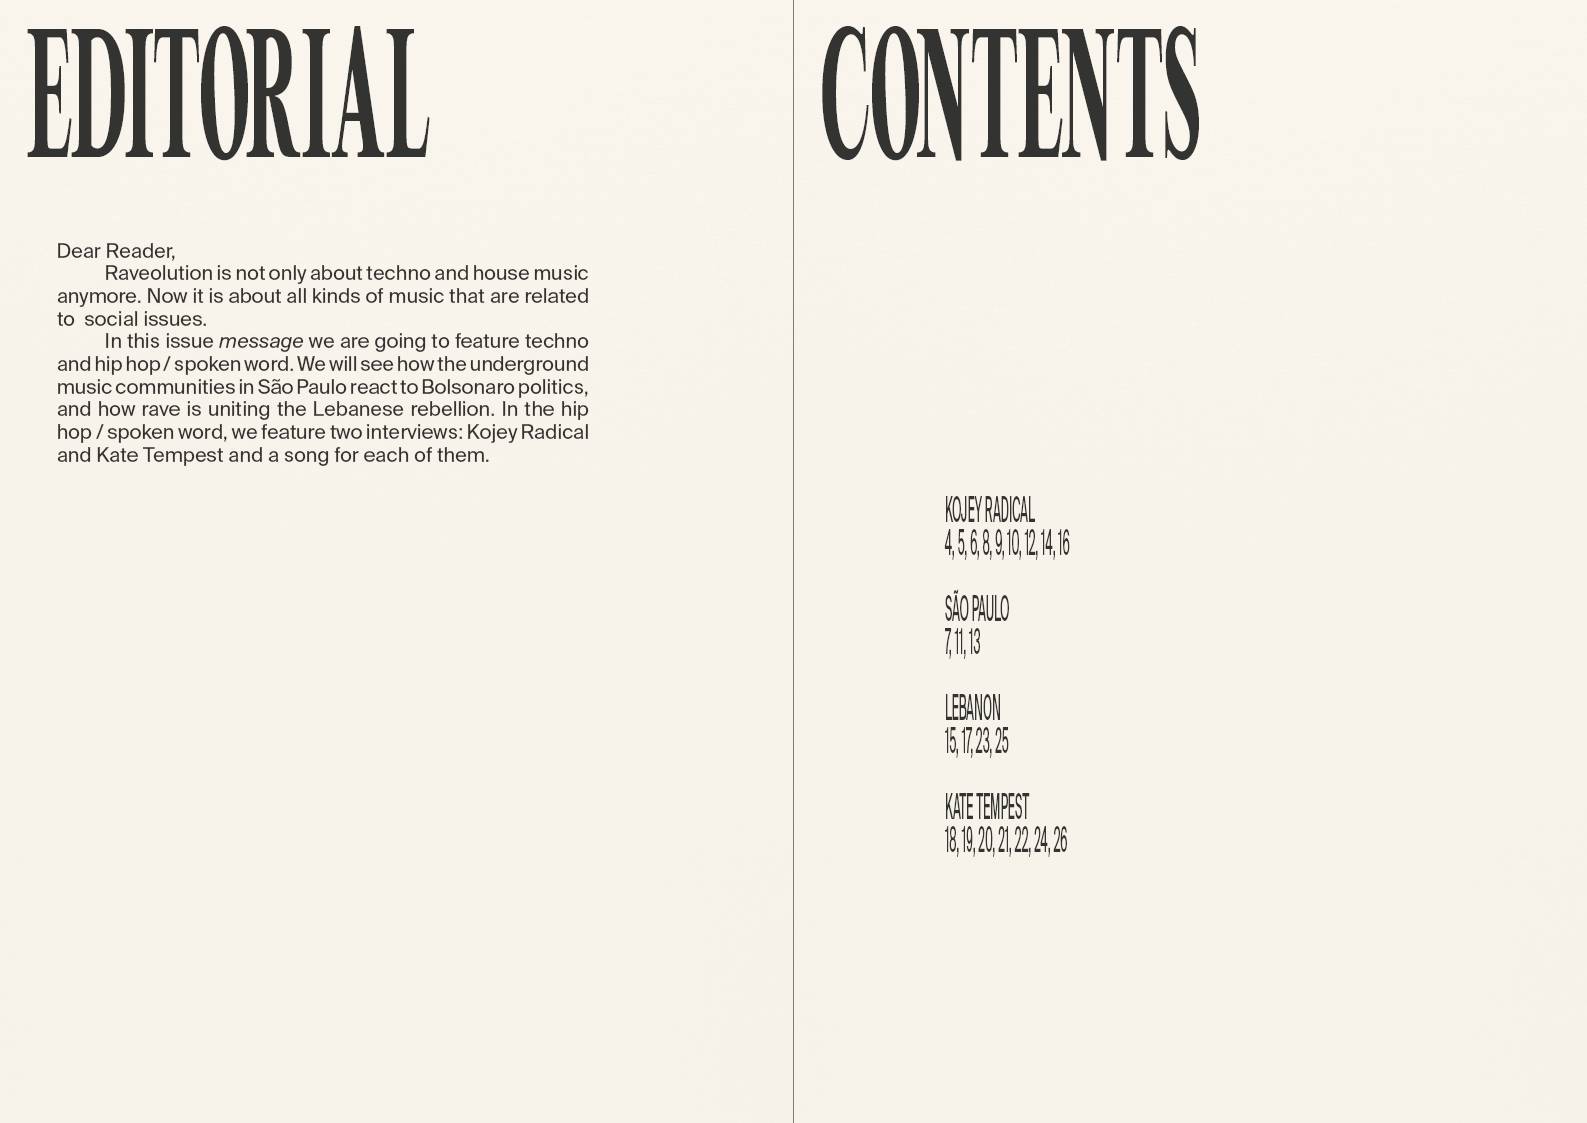 EDITORIAL
Dear Reader,
Raveolution is not only about techno and house music
anymore. Now it is about all kinds of music that are related
to  social issues.
In this issue message we are going to feature techno
and hip hop / spoken word. We will see how the underground
music communities in São Paulo react to Bolsonaro politics,
and how rave is uniting the Lebanese rebellion. In the hip
hop / spoken word, we feature two interviews: Kojey Radical
and Kate Tempest and a song for each of them.
CONTENTS
KOJEY RADICAL
4, 5, 6, 8, 9, 10, 12, 14, 16
SÃO PAULO
7, 11, 13
LEBANON
15, 17, 23, 25
KATE TEMPEST
18, 19, 20, 21, 22, 24, 26